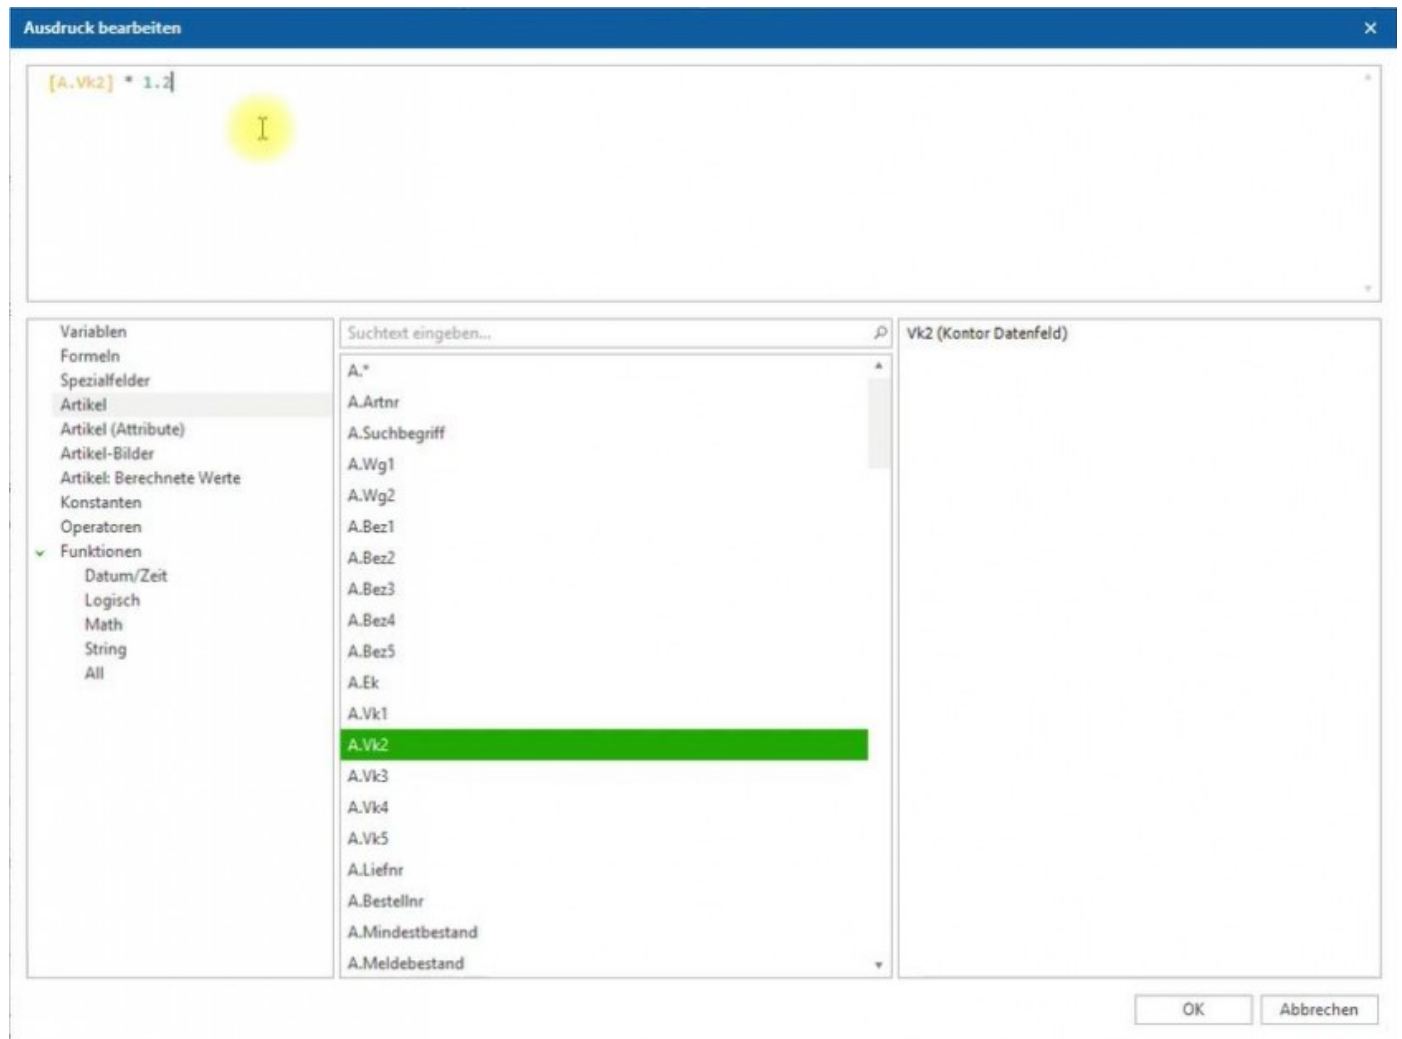 Ausdruck bearbeiten
[A.Vk2] * 1.2
Variablen
Formeln
Spezialfelder
Artikel
Artikel (Attribute)
Artikel-Bilder
Artikel: Berechnete Werte
Konstanten
Operatoren
Funktionen
Datum/Zeit
Logisch
Math
String
All
Suchtext eingeben...
A.*
A.Artnr
A.Suchbegriff
A.Wg1
A.Wg2
A.Bez1
A.Bez2
A.Bez3
A.Bez4
A.Bez5
A.Ek
A.Vk1
A.Vk2
A.Vk3
A.Vk4
A.Vk5
A.Liefnr
A.Bestellnr
A.Mindestbestand
A.Meldebestand
Vk2 (Kontor Datenfeld)
OK
Abbrechen